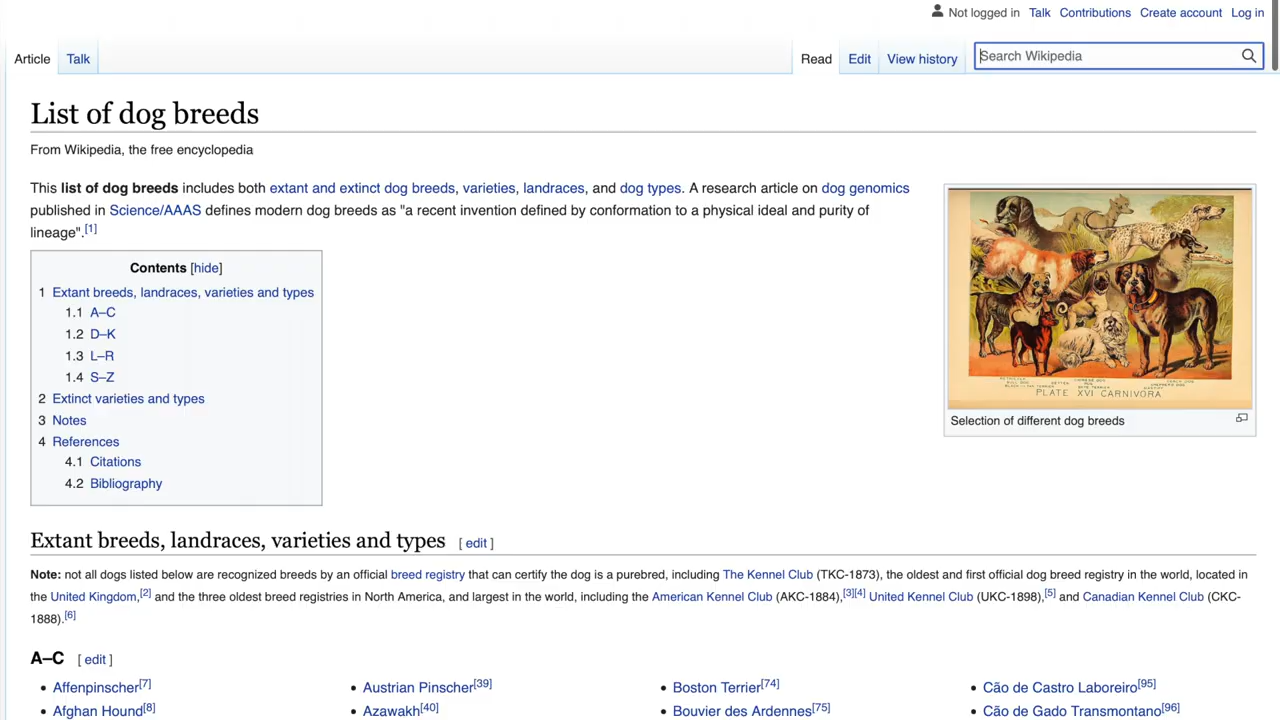 Not logged in Talk Contributions Create account Log in
Article Talk Read Edit View history Search Wikipedia
List of dog breeds
From Wikipedia, the free encyclopedia
This list of dog breeds includes both extant and extinct dog breeds, varieties, landraces, and dog types. A research article on dog genomics
published in Science/AAAS defines modern dog breeds as "a recent invention defined by conformation to a physical ideal and purity of
lineage".[1]
Contents [hide]
1 Extant breeds, landraces, varieties and types
1.1 A–C
1.2 D–K
1.3 L–R
1.4 S–Z
2 Extinct varieties and types
3 Notes
4 References
4.1 Citations
4.2 Bibliography
PLATE XVI CARNIVORA
Selection of different dog breeds
Extant breeds, landraces, varieties and types [ edit ]
Note: not all dogs listed below are recognized breeds by an official breed registry that can certify the dog is a purebred, including The Kennel Club (TKC-1873), the oldest and first official dog breed registry in the world, located in
the United Kingdom,[2] and the three oldest breed registries in North America, and largest in the world, including the American Kennel Club (AKC-1884),[3][4] United Kennel Club (UKC-1898),[5] and Canadian Kennel Club (CKC-
1888).[6]
A–C [ edit ]
• Affenpinscher[7] • Austrian Pinscher[39] • Boston Terrier[74] • Cão de Castro Laboreiro[95]
• Afghan Hound[8] • Azawakh[40] • Bouvier des Ardennes[75] • Cão de Gado Transmontano[96]